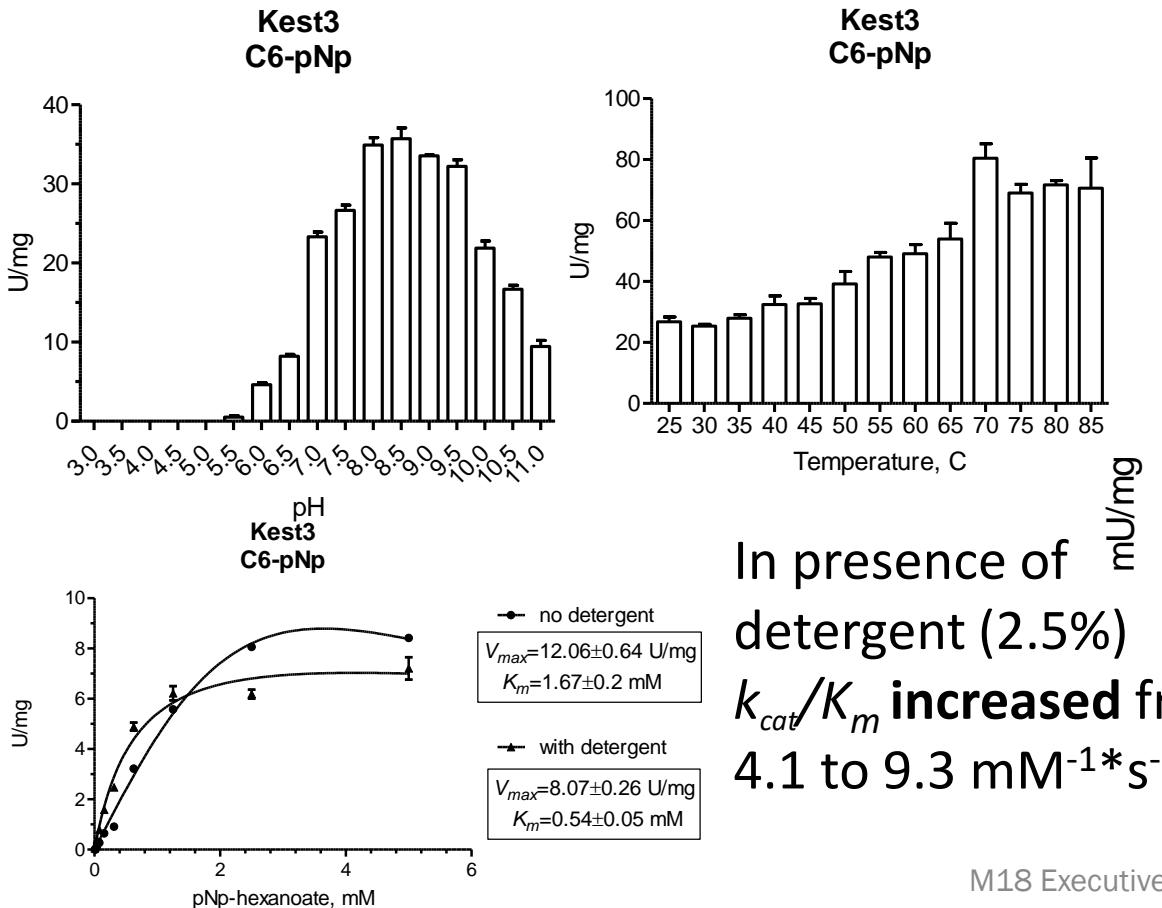 Kest3
C6-pNp
40
30
20
10
0
U/mg
3.0 3.5 4.0 4.5 5.0 5.5 6.0 6.5 7.0 7.5 8.0 8.5 9.0 9.5 10.0 10.5 11.0
pH
Kest3
C6-pNp
100
80
60
40
20
0
U/mg
25 30 35 40 45 50 55 60 65 70 75 80 85
Temperature, C
mU/mg
Kest3
C6-pNp
10
8
6
4
2
0
U/mg
0 2 4 6
pNp-hexanoate, mM
no detergent
Vmax=12.06±0.64 U/mg
Km=1.67±0.2 mM
with detergent
Vmax=8.07±0.26 U/mg
Km=0.54±0.05 mM
In presence of
detergent (2.5%)
kcat/Km increased fr
4.1 to 9.3 mM-1*s-
M18 Executive